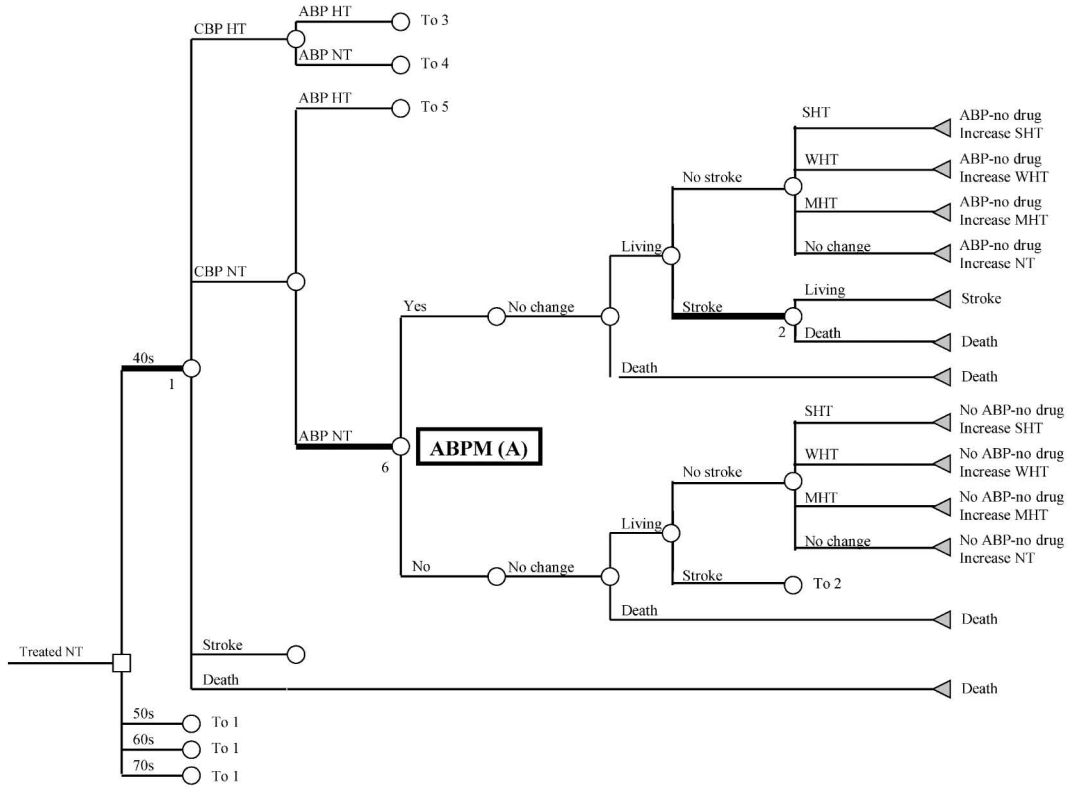 ABP HT
To 3
CBP HT
ABP NT
To 4
ABP HT
To 5
SHT
ABP-no drug
Increase SHT
WHT
ABP-no drug
Increase WHT
No stroke
MHT
ABP-no drug
Increase MHT
Living
No change
ABP-no drug
Increase NT
CBP NT
Living
Stroke
Yes
No change
Stroke
2
Death
Death
40s
1
Death
Death
SHT
No ABP-no drug
Increase SHT
ABP NT
6
ABPM (A)
WHT
No ABP-no drug
Increase WHT
No stroke
MHT
No ABP-no drug
Increase MHT
Living
No change
No ABP-no drug
Increase NT
No
No change
Stroke
To 2
Death
Death
Treated NT
Stroke
Death
Death
50s
To 1
60s
To 1
70s
To 1